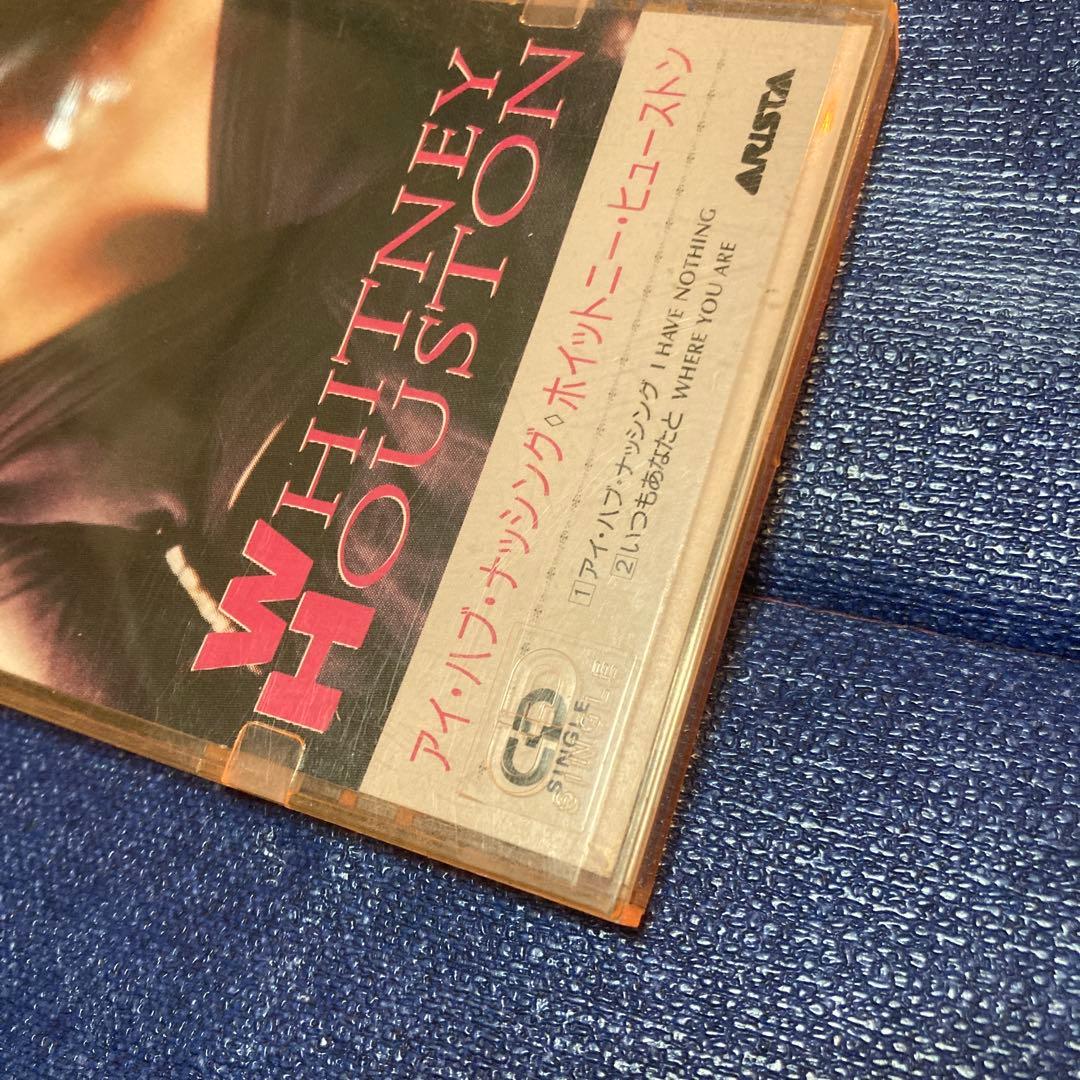 WHITNEY
HOUSTON
アイ・ハブ・ナッシング◇ホイットニー・ヒューストン
1 アイ・ハブ・ナッシング I HAVE NOTHING
2 いつもあなたと WHERE YOU ARE
ARISTA
CD
SINGLE
CD
SINGLE